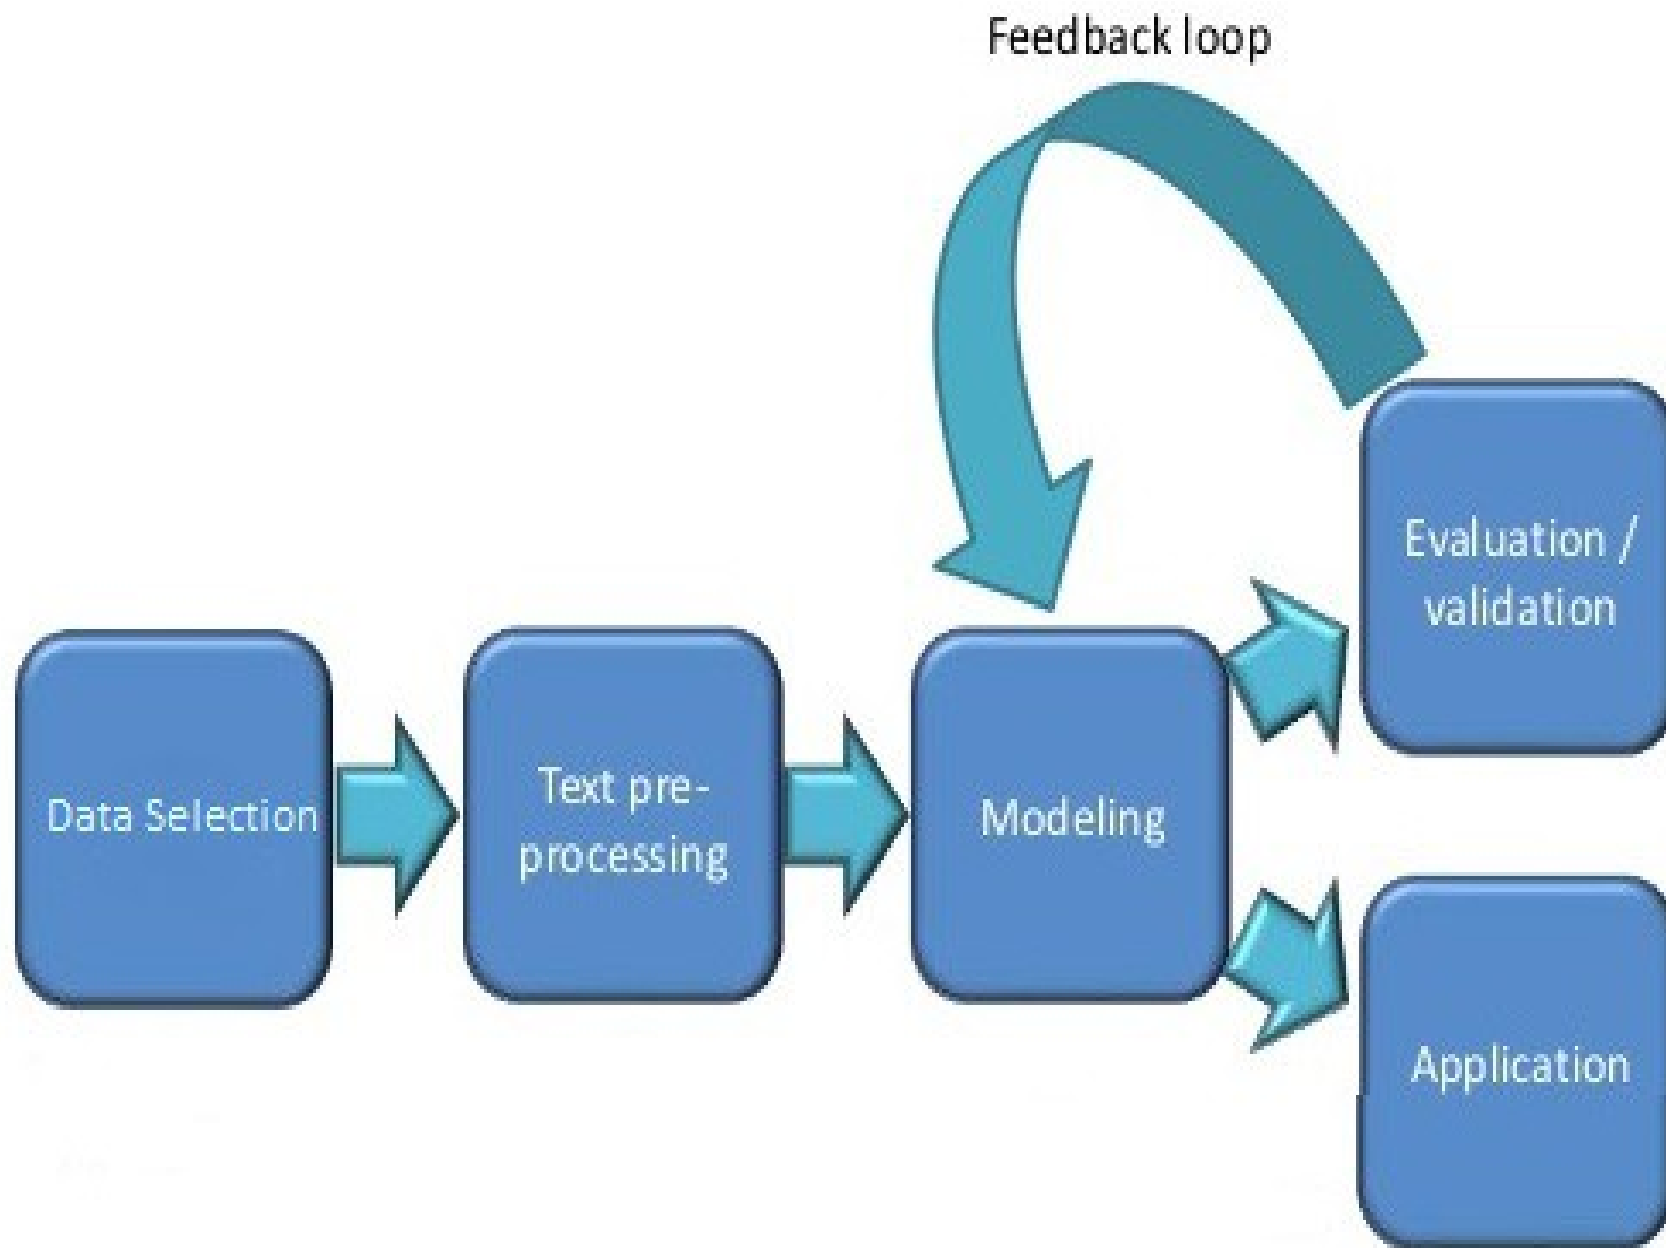 Feedback loop
Evaluation /
validation
Data Selection
Text pre-
processing
Modeling
Application